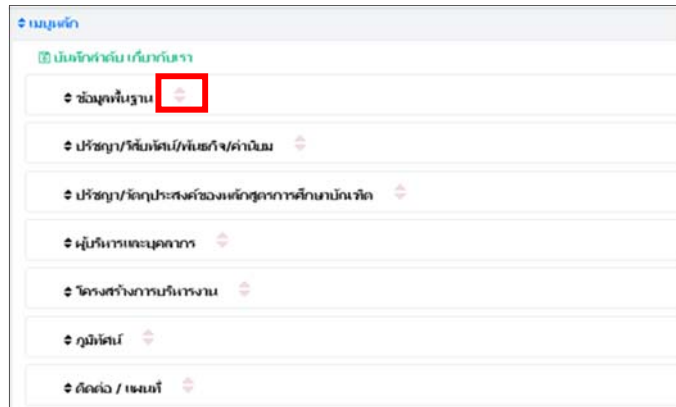 เมนูหลัก
บันทึกลำดับ เกี่ยวกับเรา
ข้อมูลพื้นฐาน
ปรัชญา/วิสัยทัศน์/พันธกิจ/ค่านิยม
ปรัชญา/วัตถุประสงค์ของหลักสูตรการศึกษาบัณฑิต
ผู้บริหารและบุคลากร
โครงสร้างการบริหารงาน
ภูมิทัศน์
ติดต่อ / แผนที่